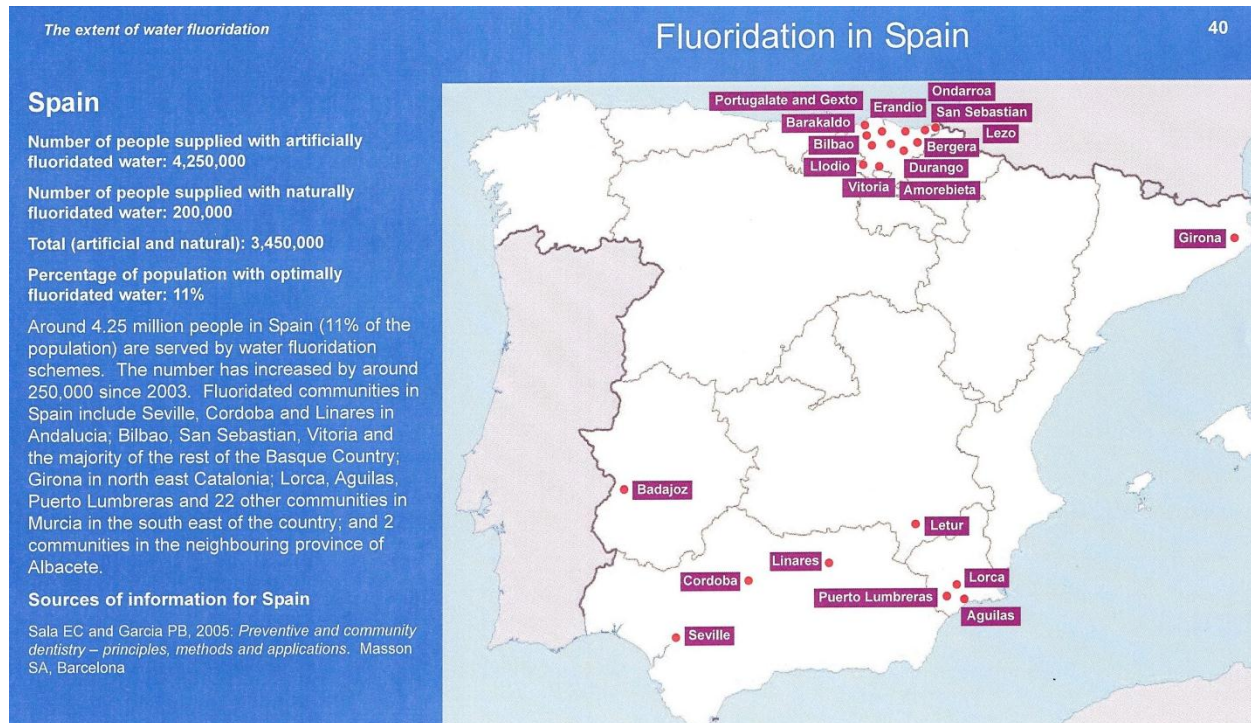 The extent of water fluoridation
Fluoridation in Spain
40
Spain
Number of people supplied with artificially
fluoridated water: 4,250,000
Number of people supplied with naturally
fluoridated water: 200,000
Total (artificial and natural): 3,450,000
Percentage of population with optimally
fluoridated water: 11%
Around 4.25 million people in Spain (11% of the
population) are served by water fluoridation
schemes. The number has increased by around
250,000 since 2003. Fluoridated communities in
Spain include Seville, Cordoba and Linares in
Andalucia; Bilbao, San Sebastian, Vitoria and
the majority of the rest of the Basque Country;
Girona in north east Catalonia; Lorca, Aguilas,
Puerto Lumbreras and 22 other communities in
Murcia in the south east of the country; and 2
communities in the neighbouring province of
Albacete.
Sources of information for Spain
Sala EC and Garcia PB, 2005: Preventive and community
dentistry – principles, methods and applications. Masson
SA, Barcelona
Ondarroa
Portugalate and Gexto
Erandio
San Sebastian
Barakaldo
Lezo
Bilbao
Bergera
Llodio
Durango
Vitoria
Amorebieta
Girona
Badajoz
Letur
Linares
Cordoba
Lorca
Puerto Lumbreras
Aguilas
Seville